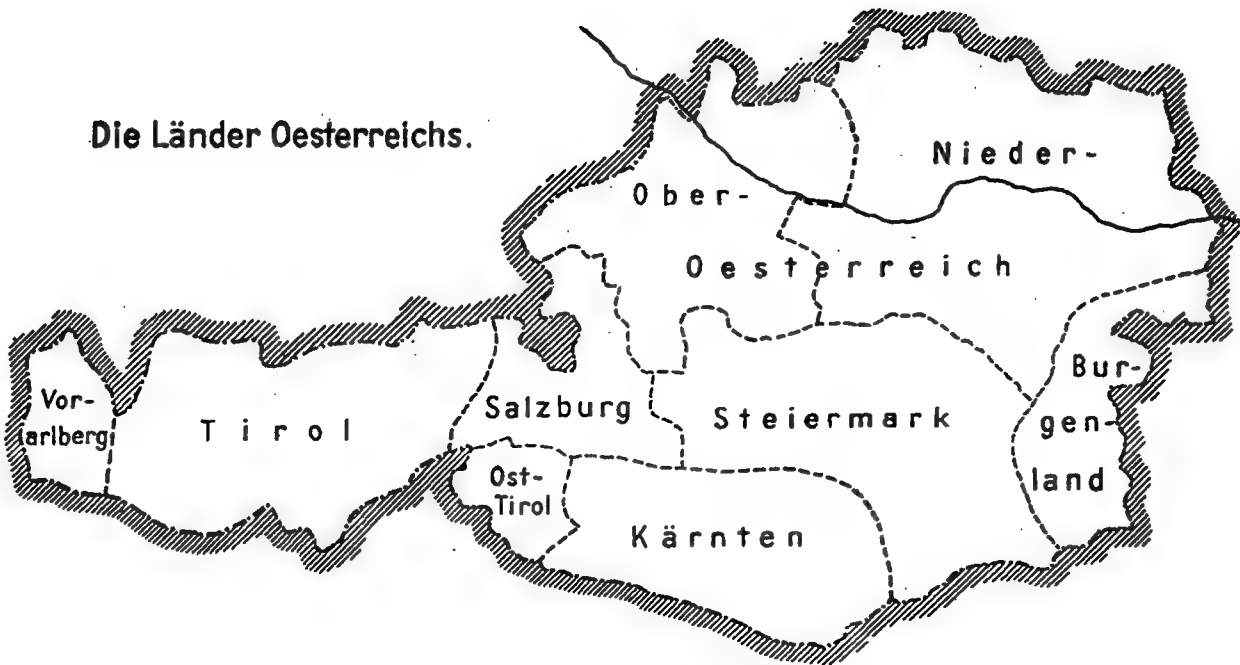 Die Länder Oesterreichs.
Nieder-
Ober-
Oesterreich
Bur-
gen-
land
Vor-
arlberg
Tirol
Salzburg
Steiermark
Ost-
Tirol
Kärnten